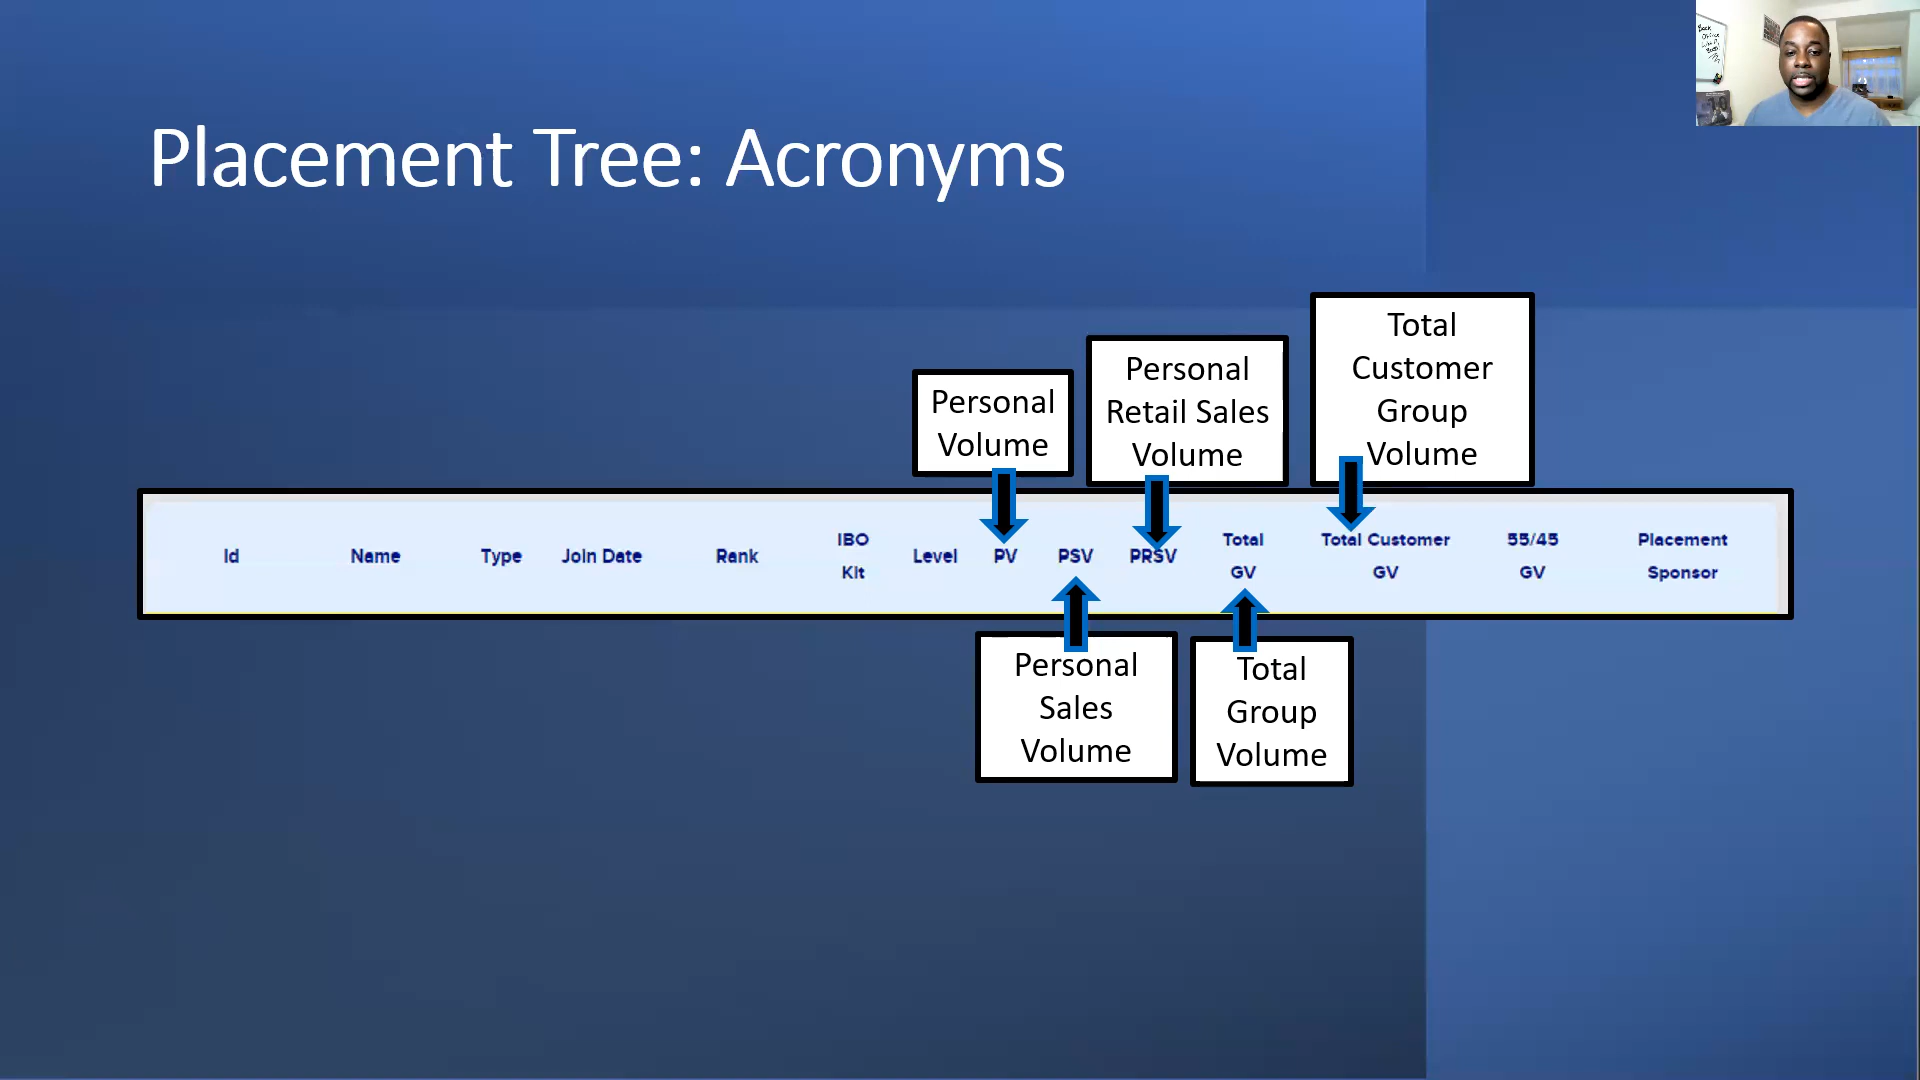 Placement Tree: Acronyms
Back
Office
Personal
Volume
Personal
Retail Sales
Volume
Total
Customer
Group
Volume
Id Name Type Join Date Rank IBO Kit Level PV PSV PRSV Total GV Total Customer GV 55/45 GV Placement Sponsor
Personal
Sales
Volume
Total
Group
Volume